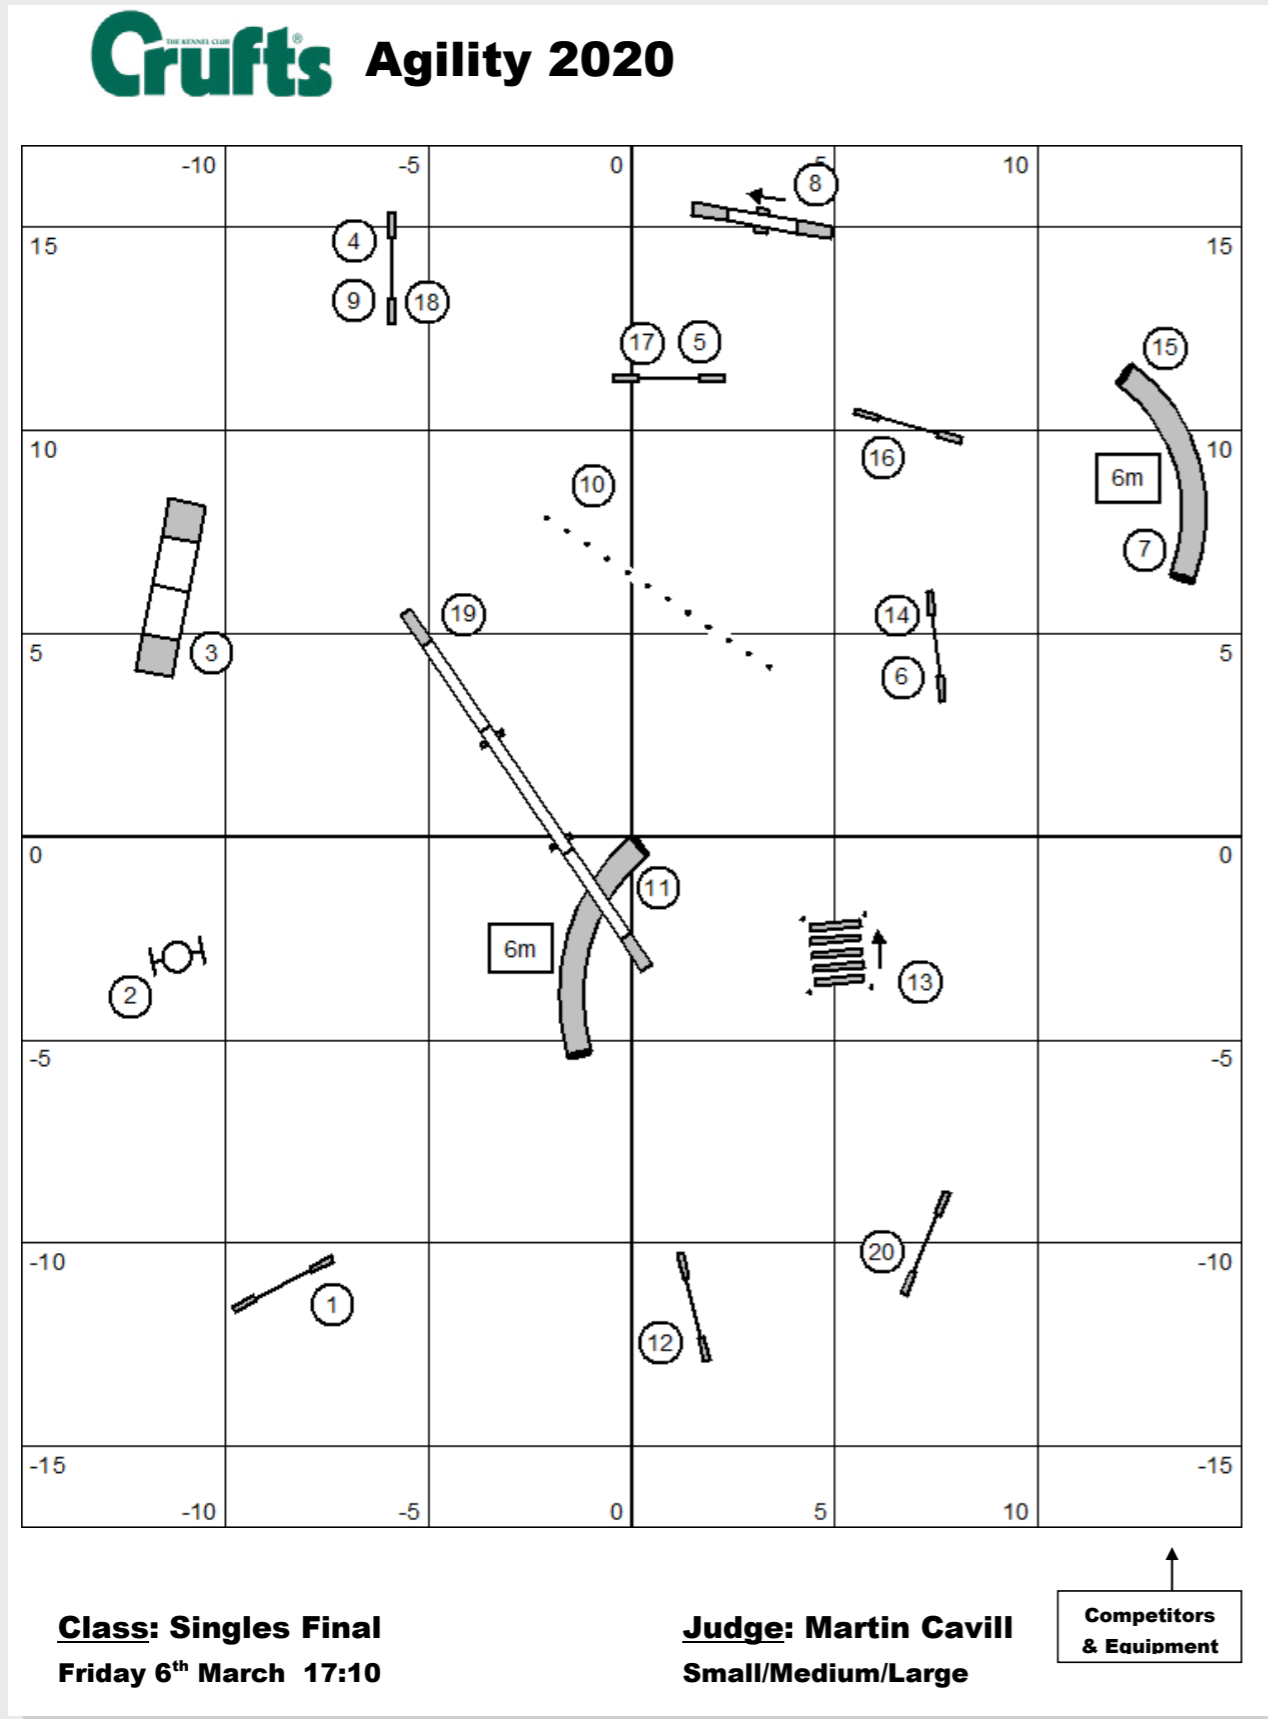 THE KENNEL CLUB
Crufts® Agility 2020
-10 -5 0 5 10
8
15 4 15
9 18
17 5
15
10 16 10
10 6m
7
14
5 3 19 5
6
0 0
11
6m
2 13
-5 -5
-10 20 -10
1
12
-15 -15
-10 -5 0 5 10
Class: Singles Final
Friday 6th March 17:10
Judge: Martin Cavill
Small/Medium/Large
Competitors
& Equipment